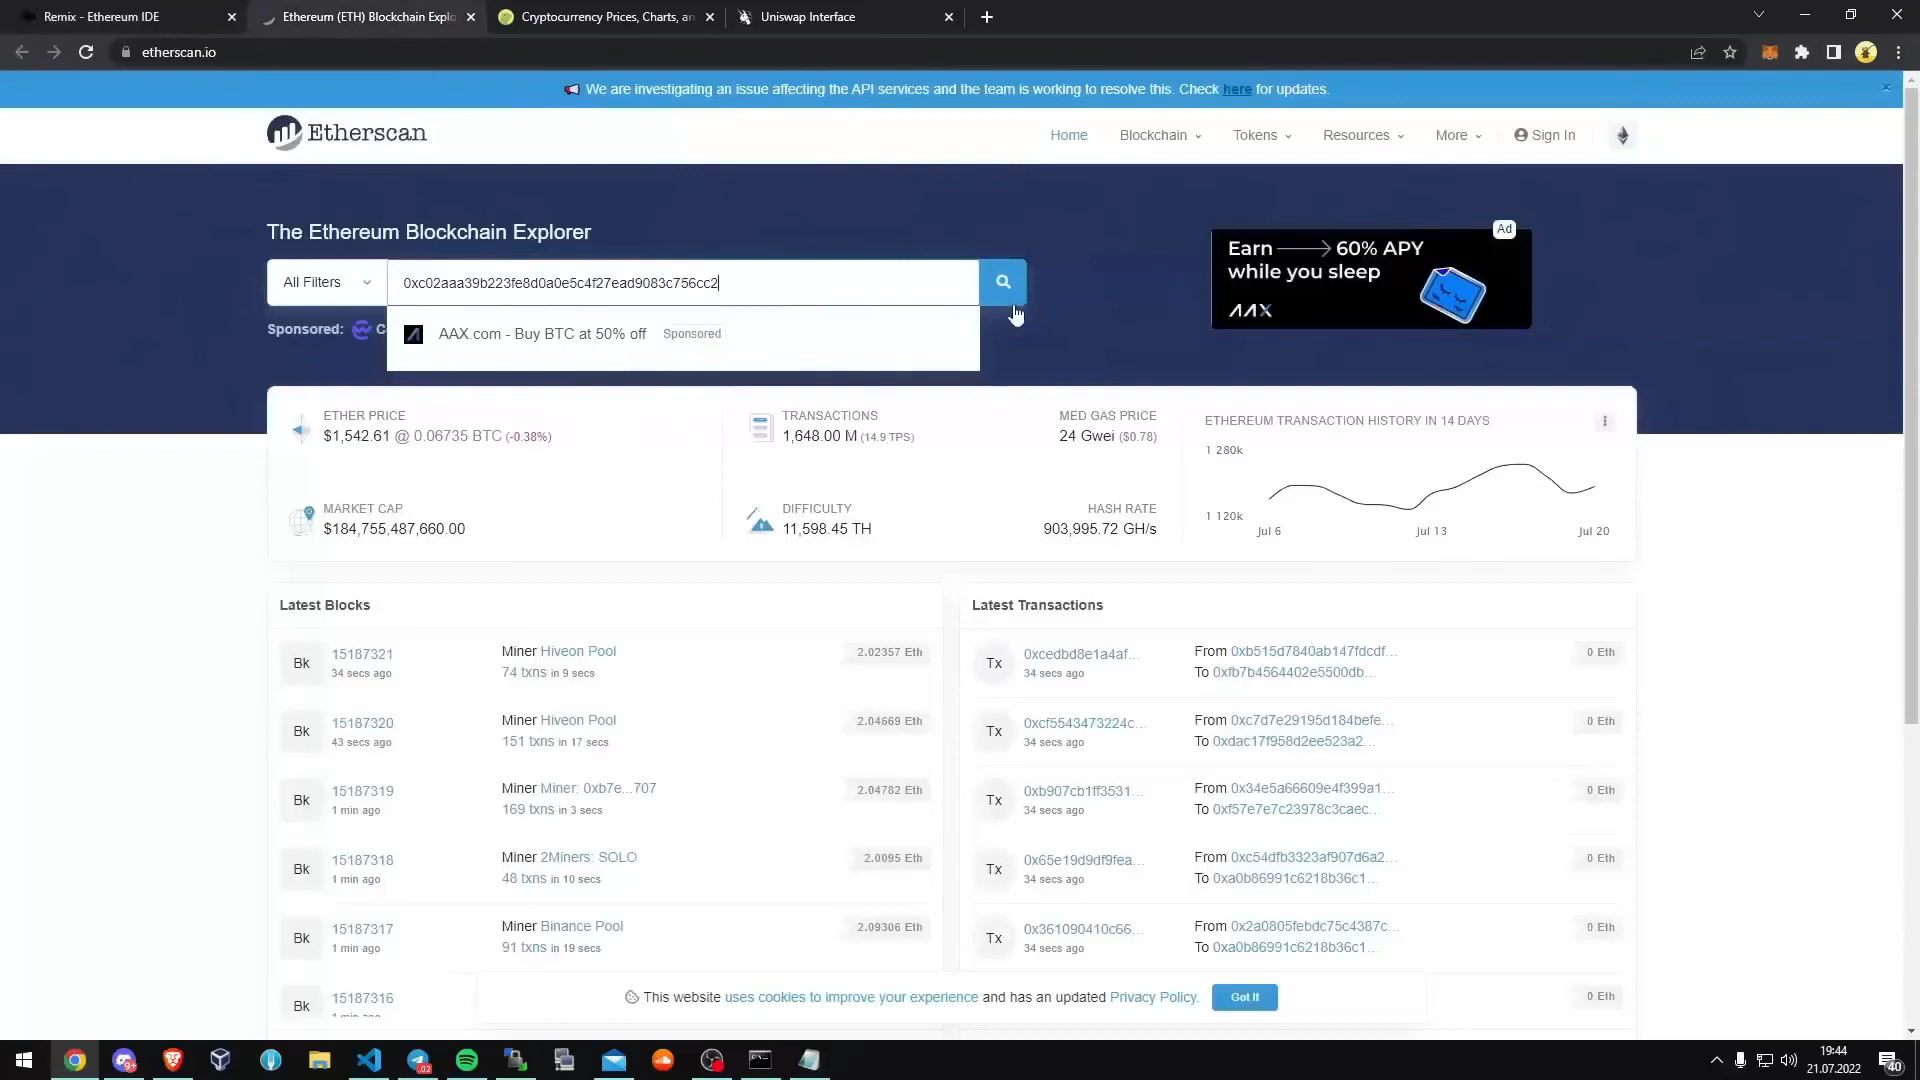 Remix - Ethereum IDE
Ethereum (ETH) Blockchain Explo
Cryptocurrency Prices, Charts, an
Uniswap Interface
etherscan.io
We are investigating an issue affecting the API services and the team is working to resolve this. Check here for updates.
Etherscan
Home
Blockchain
Tokens
Resources
More
Sign In
The Ethereum Blockchain Explorer
All Filters
0xc02aaa39b223fe8d0a0e5c4f27ead9083c756cc2
Sponsored:
C
AAX.com - Buy BTC at 50% off Sponsored
Ad
Earn 60% APY
while you sleep
AAX
ETHER PRICE
$1,542.61 @ 0.06735 BTC (-0.38%)
TRANSACTIONS
1,648.00 M (14.9 TPS)
MED GAS PRICE
24 Gwei ($0.78)
MARKET CAP
$184,755,487,660.00
DIFFICULTY
11,598.45 TH
HASH RATE
903,995.72 GH/s
ETHEREUM TRANSACTION HISTORY IN 14 DAYS
1 280k
1 120k
Jul 6
Jul 13
Jul 20
Latest Blocks
Bk
15187321
34 secs ago
Miner Hiveon Pool
74 txns in 9 secs
2.02357 Eth
Bk
15187320
43 secs ago
Miner Hiveon Pool
151 txns in 17 secs
2.04669 Eth
Bk
15187319
1 min ago
Miner Miner: 0xb7e...707
169 txns in 3 secs
2.04782 Eth
Bk
15187318
1 min ago
Miner 2Miners: SOLO
48 txns in 10 secs
2.0095 Eth
Bk
15187317
1 min ago
Miner Binance Pool
91 txns in 19 secs
2.09306 Eth
Bk
15187316
1 min ago
Latest Transactions
Tx
0xcedbd8e1a4af...
34 secs ago
From 0xb515d7840ab147fdcdf...
To 0xfb7b4564402e5500db...
0 Eth
Tx
0xcf5543473224c...
34 secs ago
From 0xc7d7e29195d184befe...
To 0xdac17f958d2ee523a2...
0 Eth
Tx
0xb907cb1ff3531...
34 secs ago
From 0x34e5a66609e4f399a1...
To 0xf57e7e7c23978c3caec...
0 Eth
Tx
0x65e19d9df9fea...
34 secs ago
From 0xc54dfb3323af907d6a2...
To 0xa0b86991c6218b36c1...
0 Eth
Tx
0x361090410c66...
34 secs ago
From 0x2a0805febdc75c4387c...
To 0xa0b86991c6218b36c1...
0 Eth
0 Eth
This website uses cookies to improve your experience and has an updated Privacy Policy.
Got It
9+
.02
19:44
21.07.2022
40